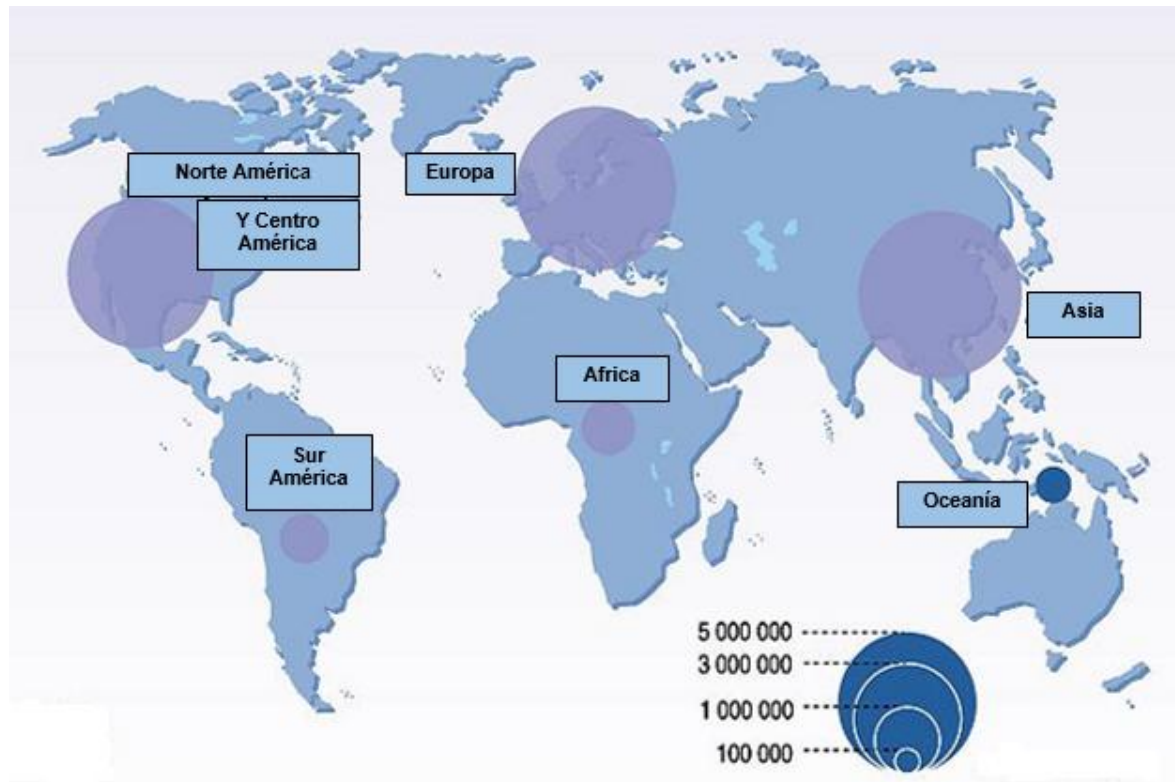 Norte América
Y Centro
América
Europa
Asia
Africa
Sur
América
Oceanía
5 000 000
3 000 000
1 000 000
100 000